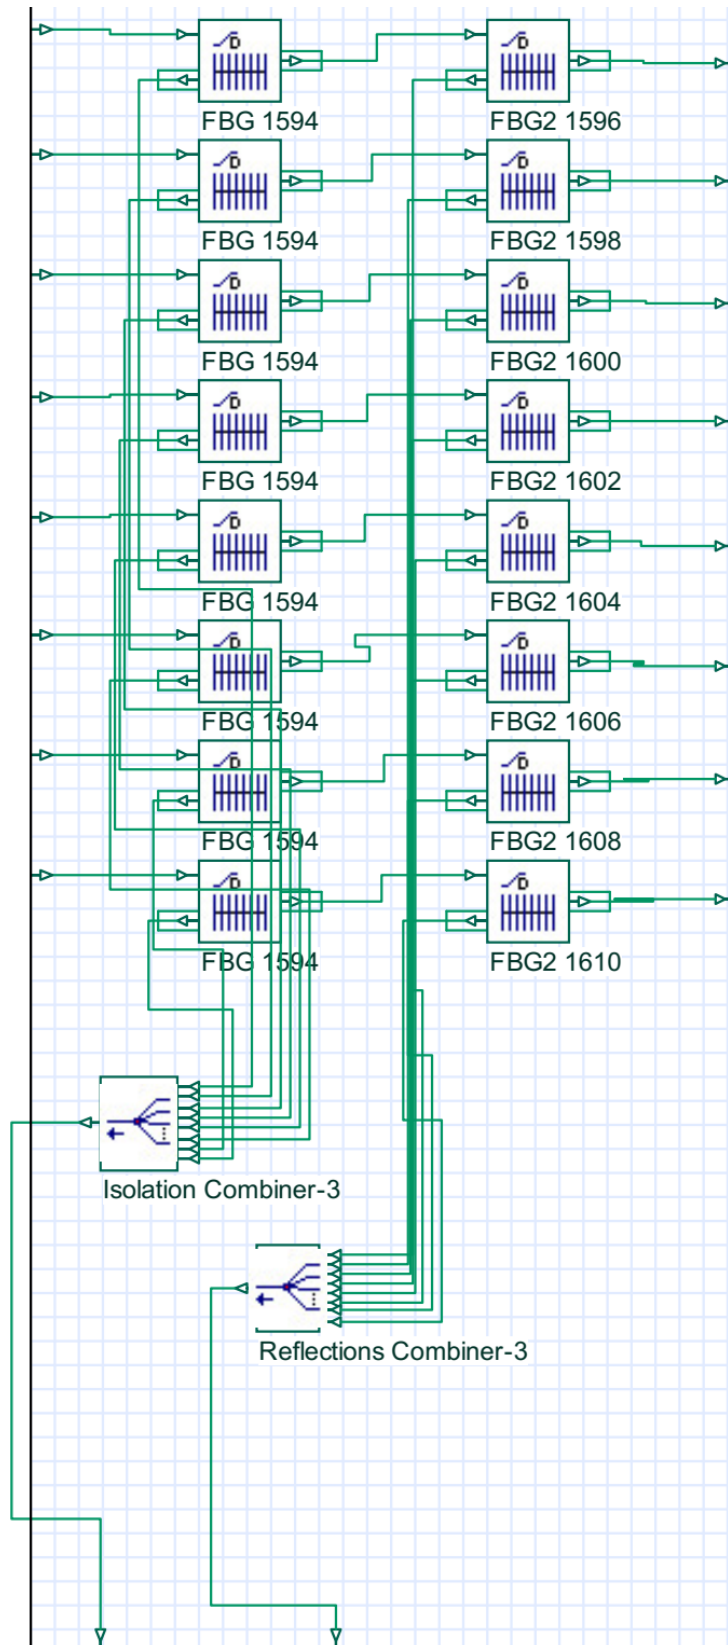 FBG 1594 FBG2 1596
FBG 1594 FBG2 1598
FBG 1594 FBG2 1600
FBG 1594 FBG2 1602
FBG 1594 FBG2 1604
FBG 1594 FBG2 1606
FBG 1594 FBG2 1608
FBG 1594 FBG2 1610
Isolation Combiner-3
Reflections Combiner-3